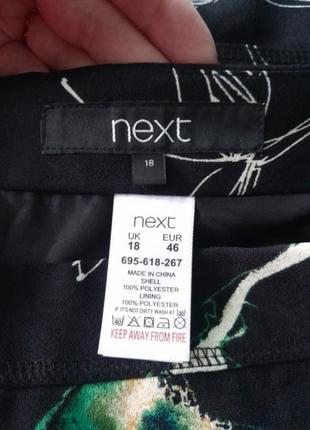 next
18
next
UK EUR
18 46
695-618-267
MADE IN CHINA
SHELL
100% POLYESTER
LINING
100% POLYESTER
IF IT'S NOT DIRTY WASH AT 30°
KEEP AWAY FROM FIRE